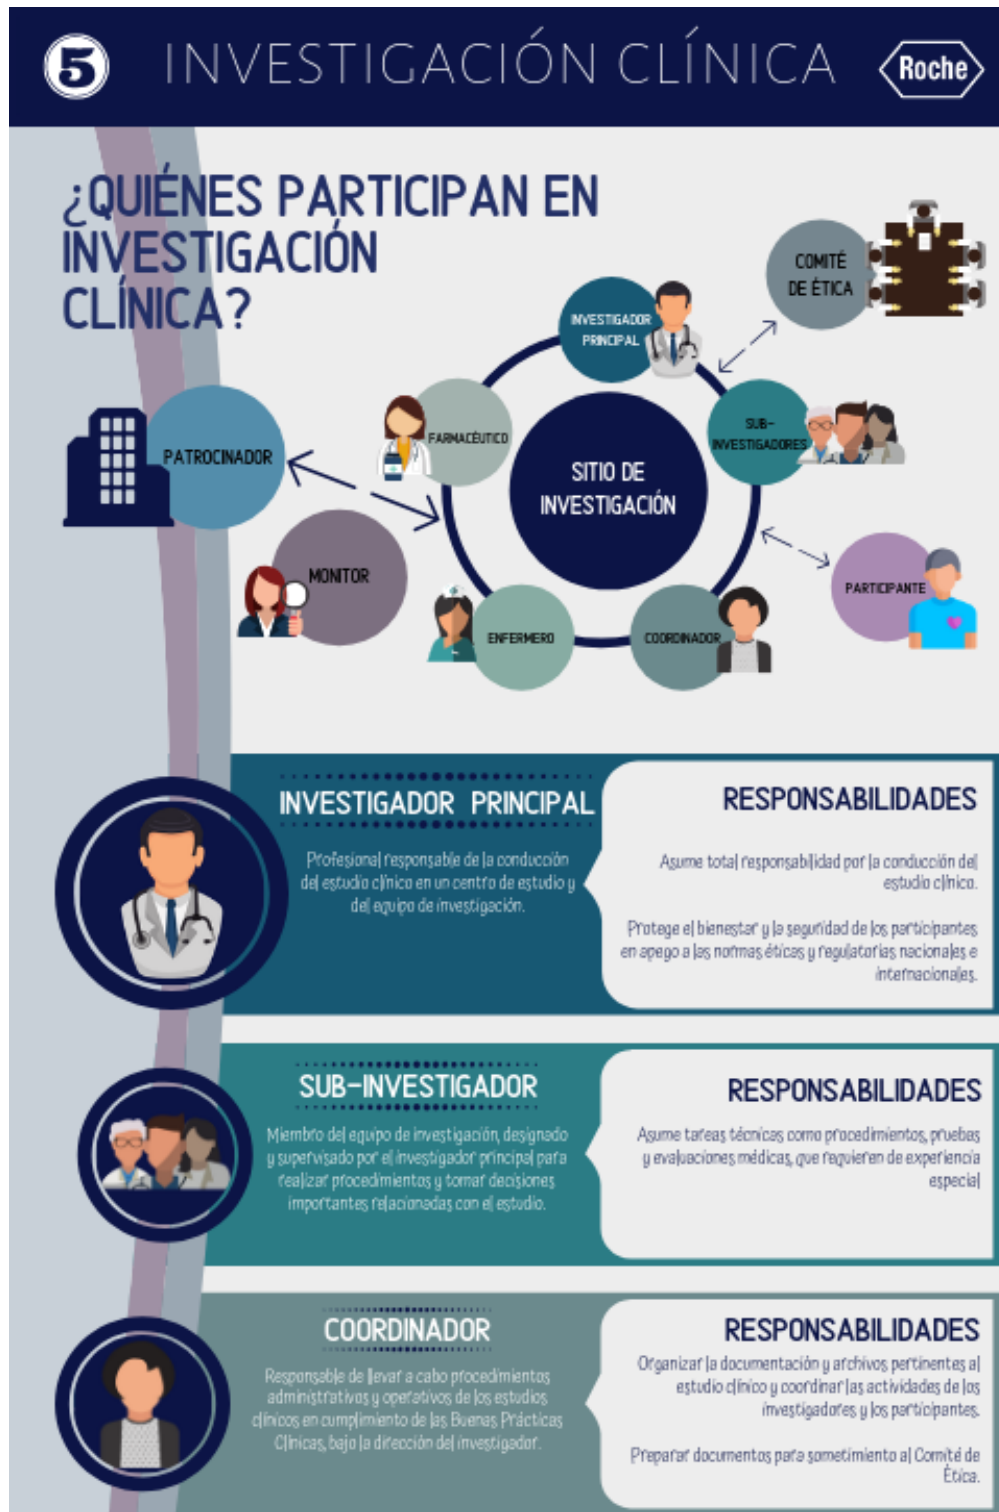 5
INVESTIGACIÓN CLÍNICA
Roche
¿QUIÉNES PARTICIPAN EN
INVESTIGACIÓN
CLÍNICA?
COMITÉ
DE ÉTICA
INVESTIGADOR
PRINCIPAL
FARMACÉUTICO
SUB-
INVESTIGADORES
PATROCINADOR
SITIO DE
INVESTIGACIÓN
MONITOR
PARTICIPANTE
ENFERMERO
COORDINADOR
INVESTIGADOR PRINCIPAL
Profesional responsable de la conducción
del estudio clínico en un centro de estudio y
del equipo de investigación.
RESPONSABILIDADES
Asume total responsabilidad por la conducción del
estudio clínico.
Protege el bienestar y la seguridad de los participantes
en apego a las normas éticas y regulatorias nacionales e
internacionales.
SUB-INVESTIGADOR
Miembro del equipo de investigación, designado
y supervisado por el investigador principal para
realizar procedimientos y tomar decisiones
importantes relacionadas con el estudio.
RESPONSABILIDADES
Asume tareas técnicas como procedimientos, pruebas
y evaluaciones médicas, que requieren de experiencia
especial
COORDINADOR
Responsable de llevar a cabo procedimientos
administrativos y operativos de los estudios
clínicos en cumplimiento de las Buenas Prácticas
Clínicas, bajo la dirección del investigador.
RESPONSABILIDADES
Organizar la documentación y archivos pertinentes al
estudio clínico y coordinar las actividades de los
investigadores y los participantes.
Preparar documentos para sometimiento al Comité de
Ética.